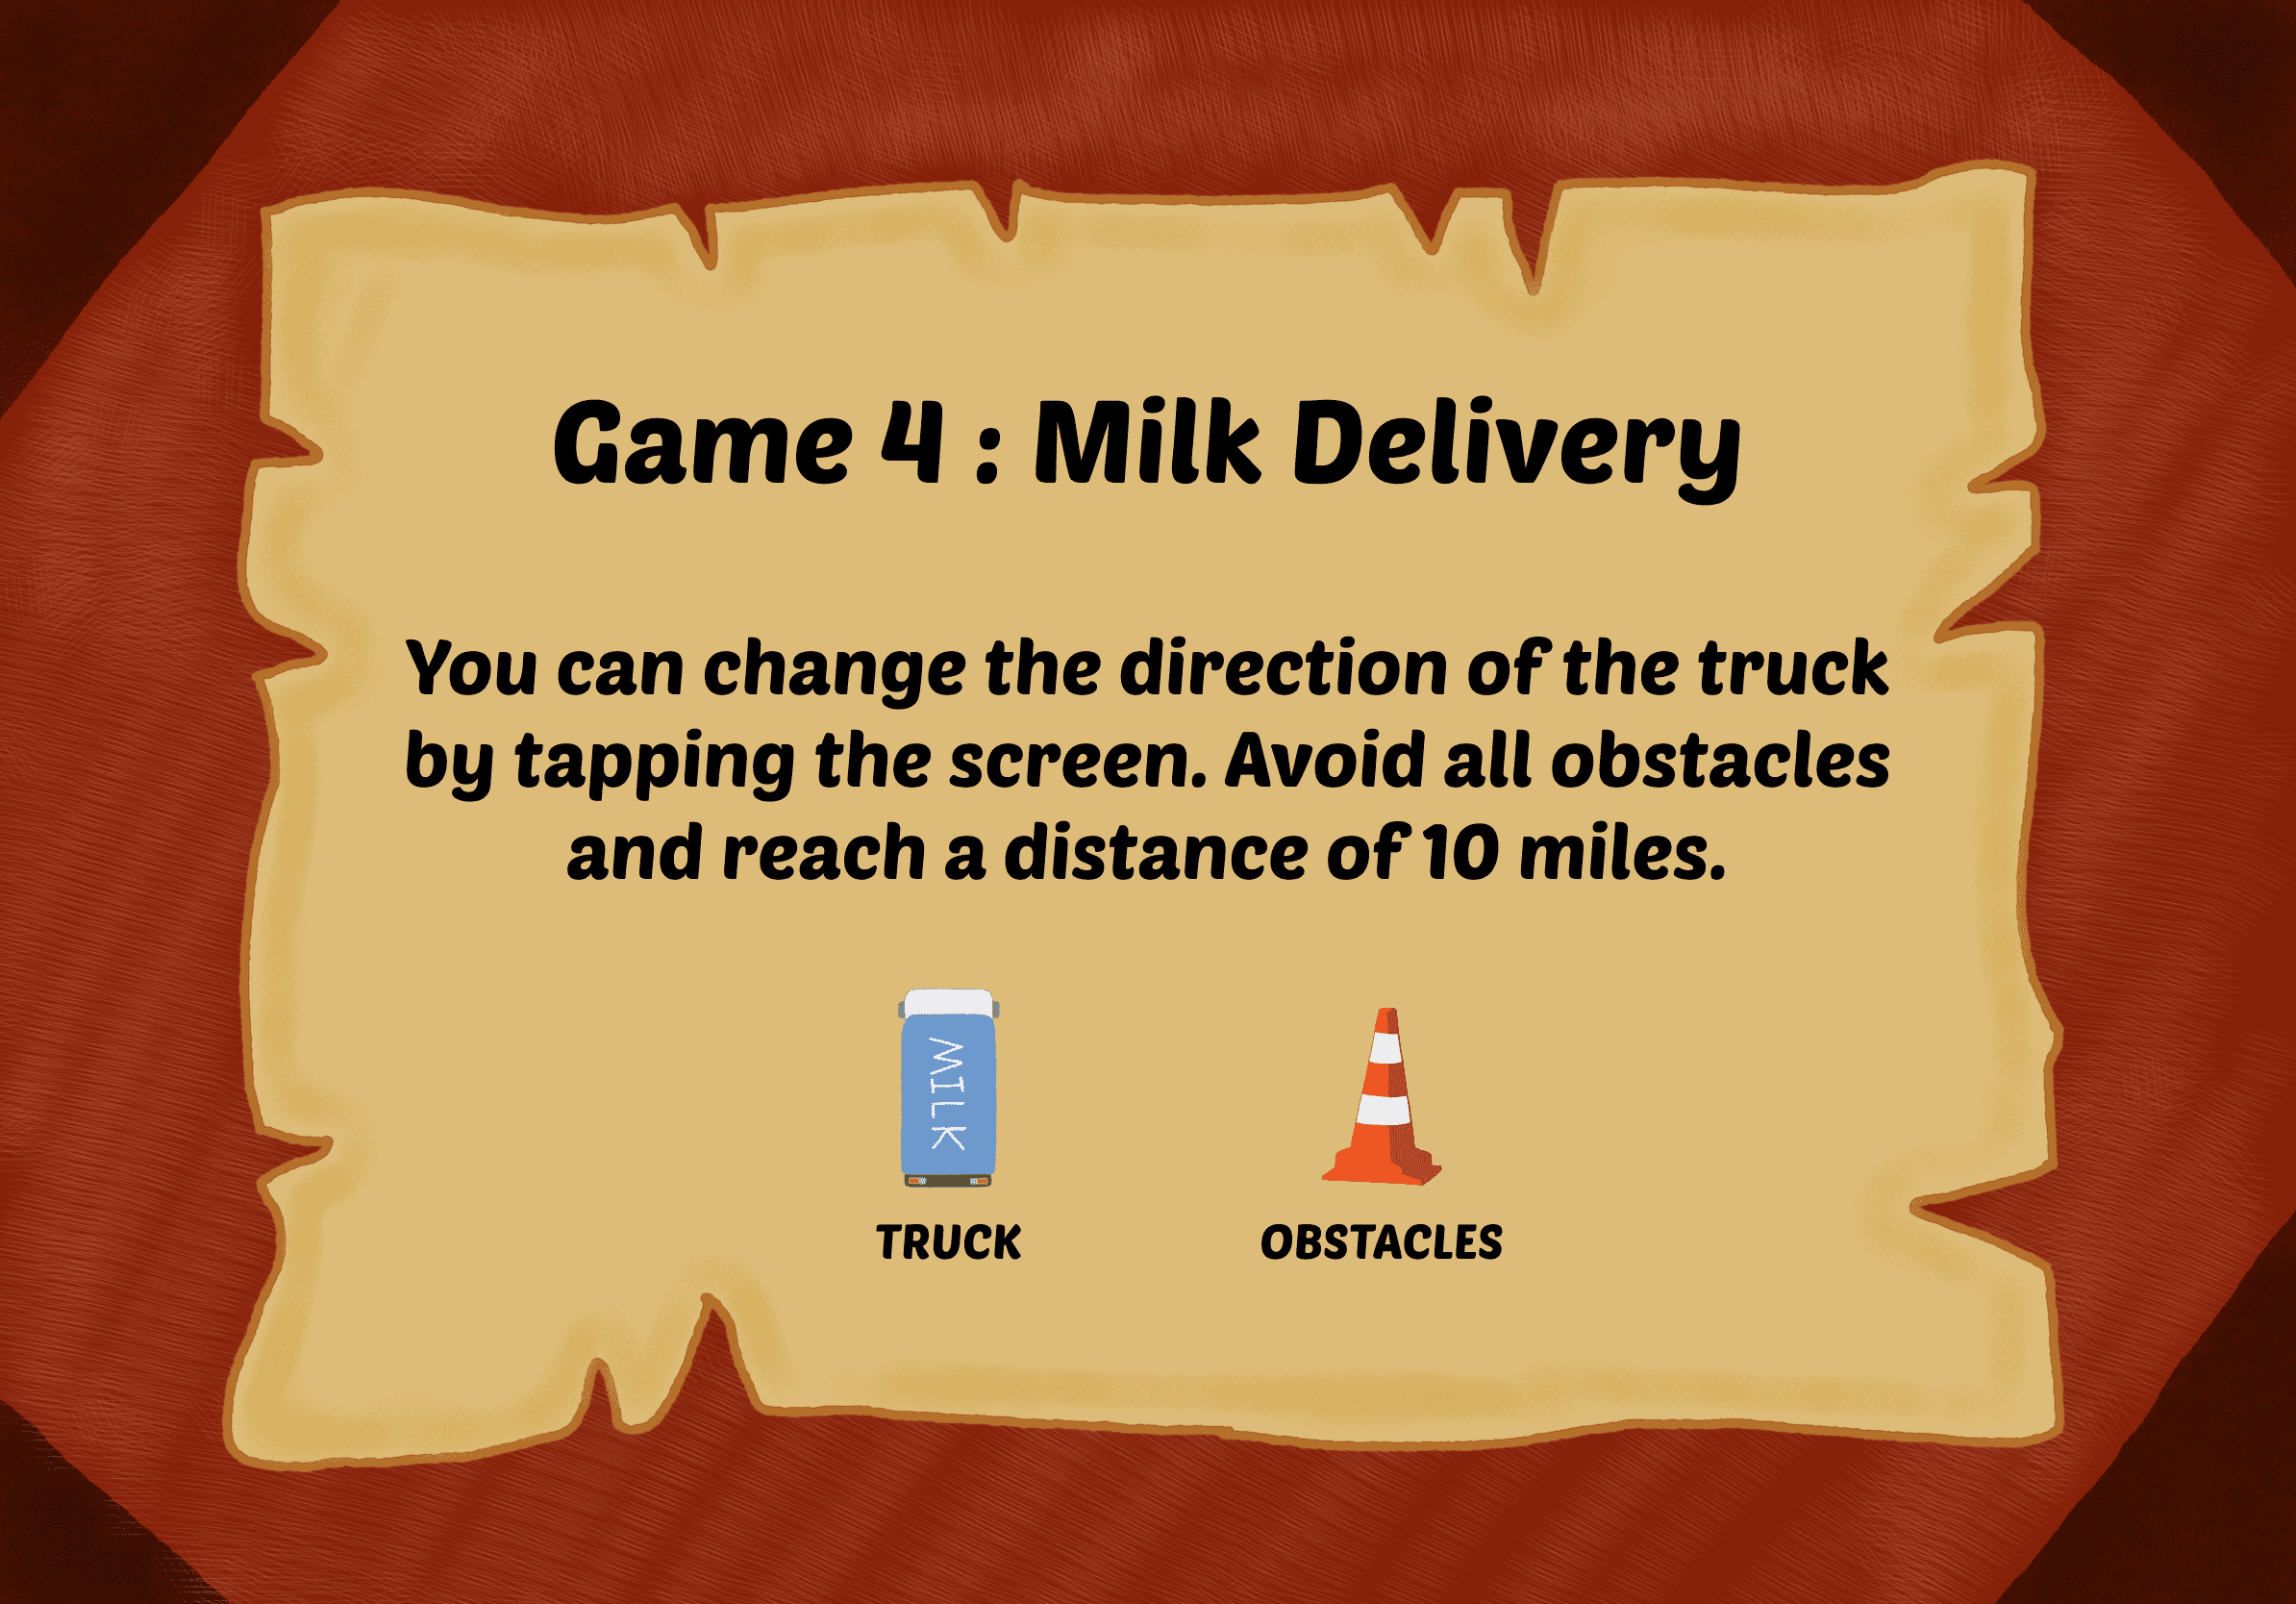 Game 4 : Milk Delivery
You can change the direction of the truck
by tapping the screen. Avoid all obstacles
and reach a distance of 10 miles.
MILK
TRUCK
OBSTACLES